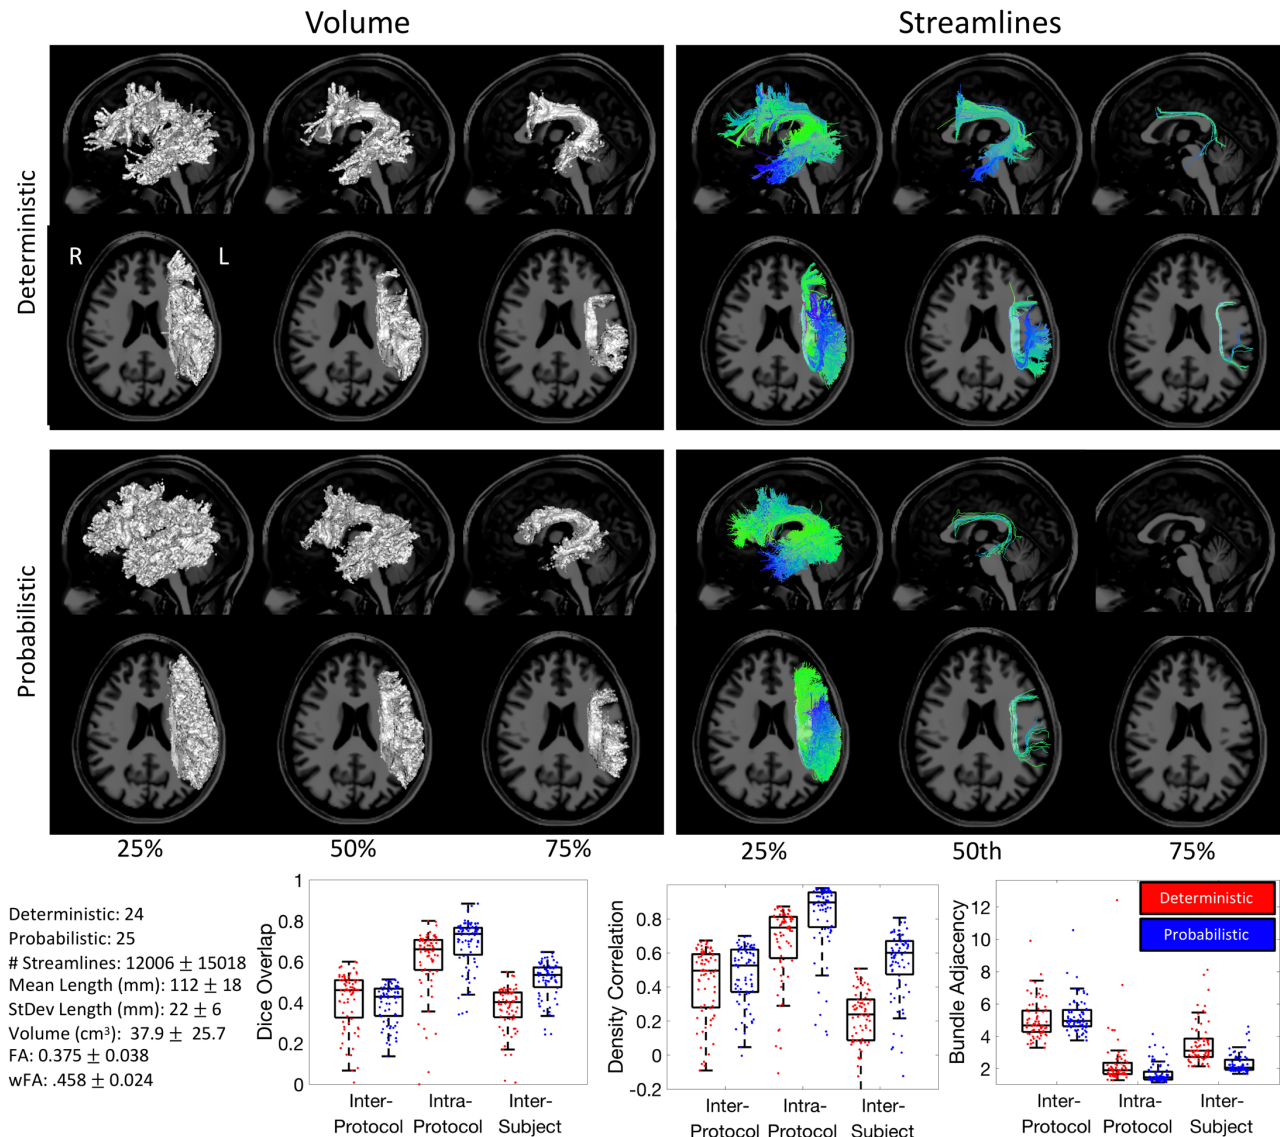 Volume
Streamlines
Deterministic
R
L
Probabilistic
25%
50%
75%
25%
50th
75%
Deterministic: 24
Probabilistic: 25
# Streamlines: 12006 ± 15018
Mean Length (mm): 112 ± 18
StDev Length (mm): 22 ± 6
Volume (cm³): 37.9 ± 25.7
FA: 0.375 ± 0.038
wFA: .458 ± 0.024
Dice Overlap
1
0.8
0.6
0.4
0.2
0
Inter-
Protocol
Intra-
Protocol
Inter-
Subject
Density Correlation
0.8
0.6
0.4
0.2
0
-0.2
Inter-
Protocol
Intra-
Protocol
Inter-
Subject
Bundle Adjacency
12
10
8
6
4
2
Deterministic
Probabilistic
Inter-
Protocol
Intra-
Protocol
Inter-
Subject